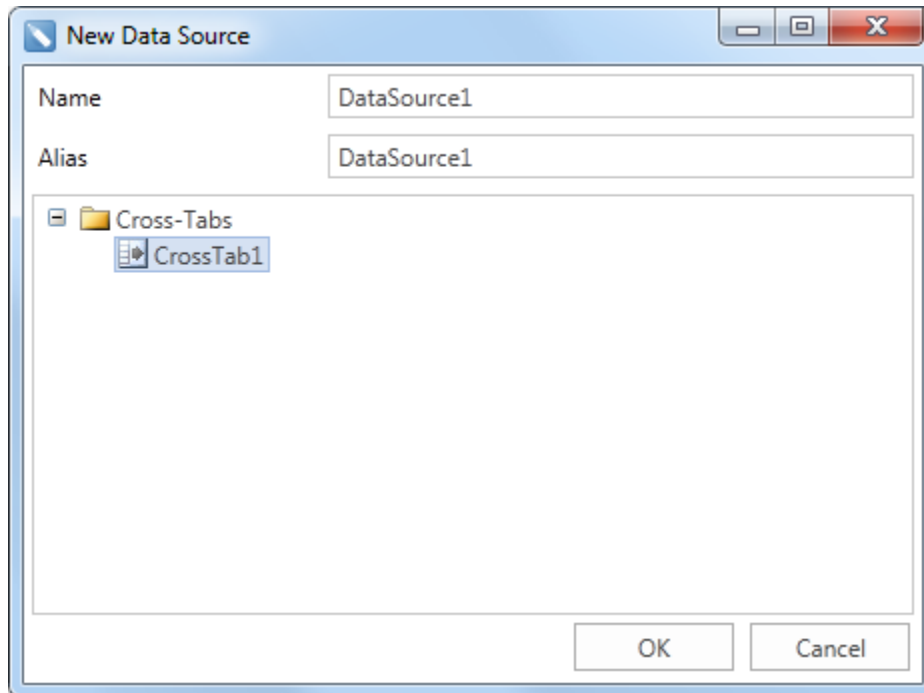 New Data Source
Name DataSource1
Alias DataSource1
Cross-Tabs
CrossTab1
OK Cancel